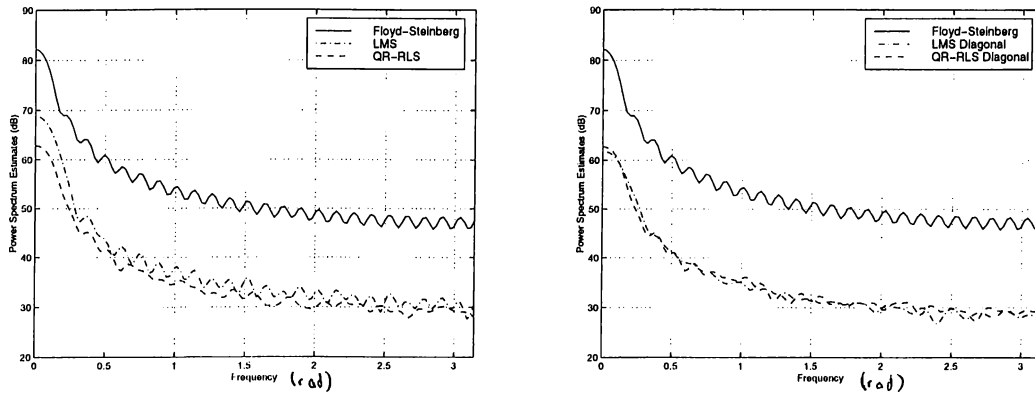 90
80
70
60
50
40
30
20
Power Spectrum Estimates (dB)
Floyd-Steinberg
LMS
QR-RLS
0 0.5 1 1.5 2 2.5 3
Frequency (rad)
90
80
70
60
50
40
30
20
Power Spectrum Estimates (dB)
Floyd-Steinberg
LMS Diagonal
QR-RLS Diagonal
0 0.5 1 1.5 2 2.5 3
Frequency (rad)